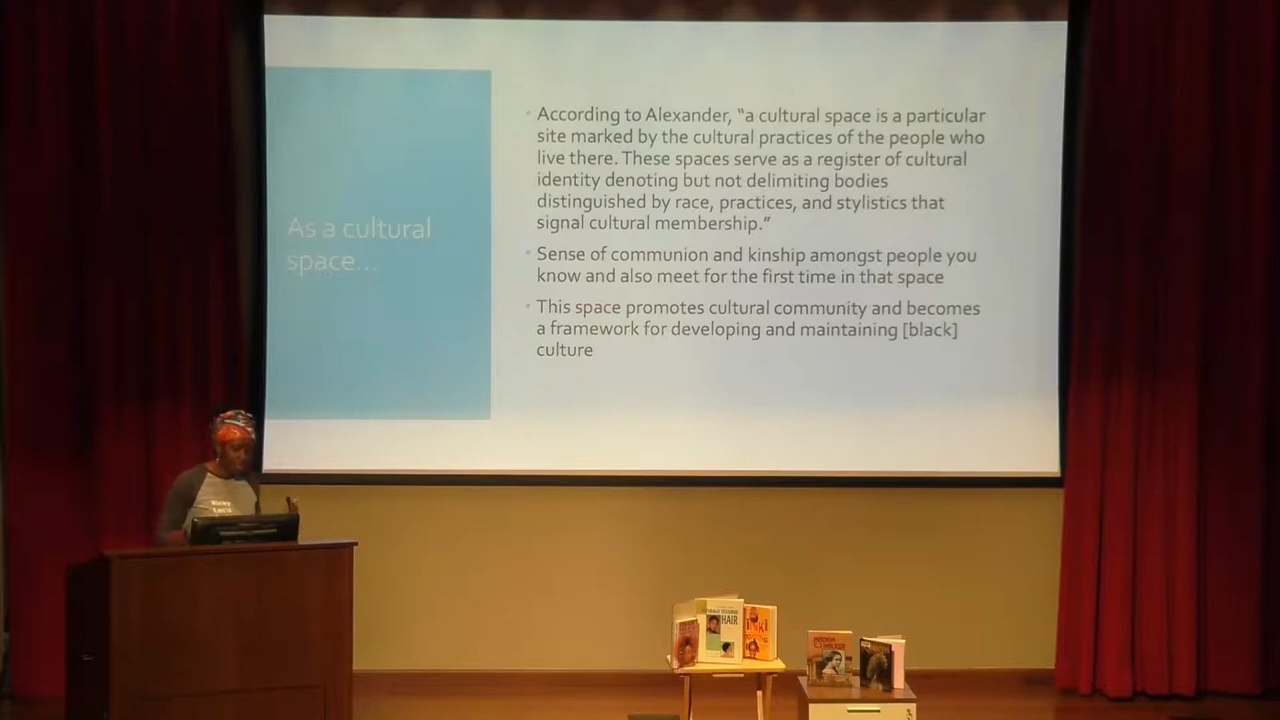 As a cultural
space...
• According to Alexander, “a cultural space is a particular
site marked by the cultural practices of the people who
live there. These spaces serve as a register of cultural
identity denoting but not delimiting bodies
distinguished by race, practices, and stylistics that
signal cultural membership.”
• Sense of communion and kinship amongst people you
know and also meet for the first time in that space
• This space promotes cultural community and becomes
a framework for developing and maintaining [black]
culture
HAIR
MADAM
C.J. WALKER